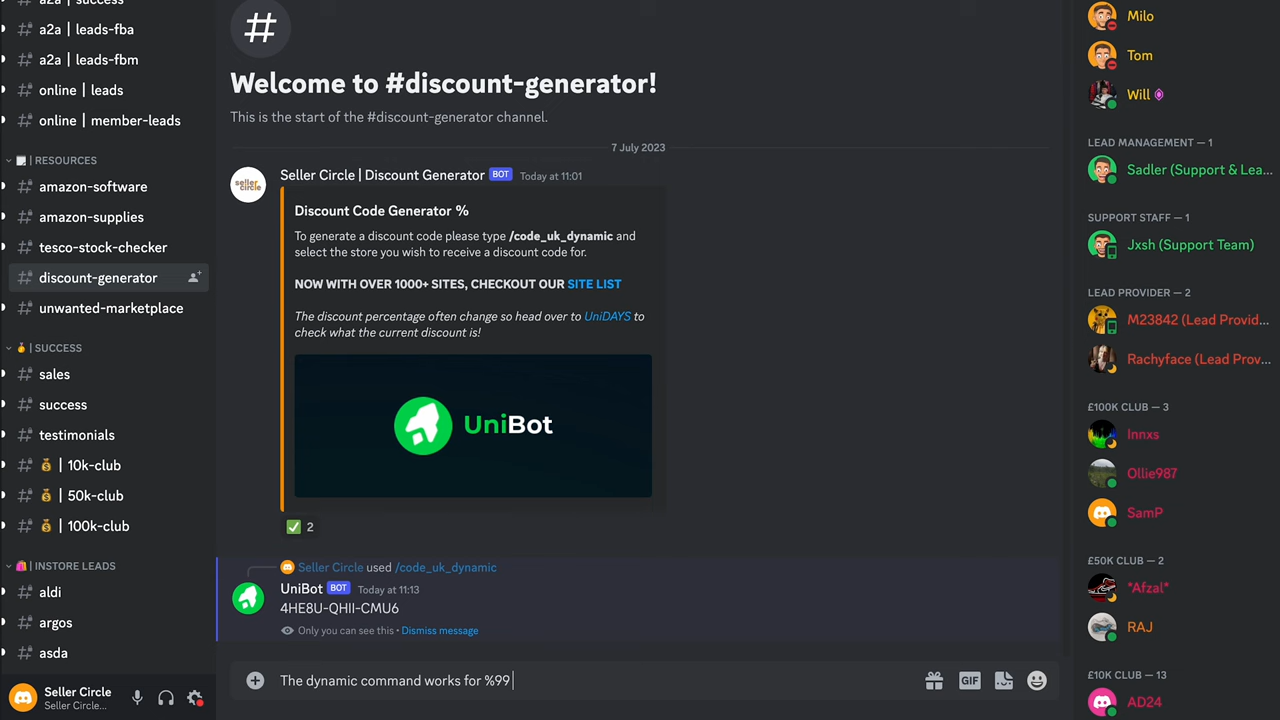 a2a | success
# a2a | leads-fba
# a2a | leads-fbm
# online | leads
# online | member-leads
| RESOURCES
# amazon-software
# amazon-supplies
# tesco-stock-checker
# discount-generator
# unwanted-marketplace
| SUCCESS
# sales
# success
# testimonials
# 💰 | 10k-club
# 💰 | 50k-club
# 💰 | 100k-club
🛍️ | INSTORE LEADS
# aldi
# argos
# asda
Seller Circle
Seller Circle...
#
Welcome to #discount-generator!
This is the start of the #discount-generator channel.
7 July 2023
seller
circle
Seller Circle | Discount Generator BOT Today at 11:01
Discount Code Generator %
To generate a discount code please type /code_uk_dynamic and
select the store you wish to receive a discount code for.
NOW WITH OVER 1000+ SITES, CHECKOUT OUR SITE LIST
The discount percentage often change so head over to UniDAYS to
check what the current discount is!
UniBot
✅ 2
Seller Circle used /code_uk_dynamic
UniBot BOT Today at 11:13
4HE8U-QHII-CMU6
Only you can see this • Dismiss message
The dynamic command works for %99
GIF
Milo
Tom
Will
LEAD MANAGEMENT — 1
Sadler (Support & Lea...
SUPPORT STAFF — 1
Jxsh (Support Team)
LEAD PROVIDER — 2
M23842 (Lead Provid...
Rachyface (Lead Prov...
£100K CLUB — 3
Innxs
Ollie987
SamP
£50K CLUB — 2
*Afzal*
RAJ
£10K CLUB — 13
AD24